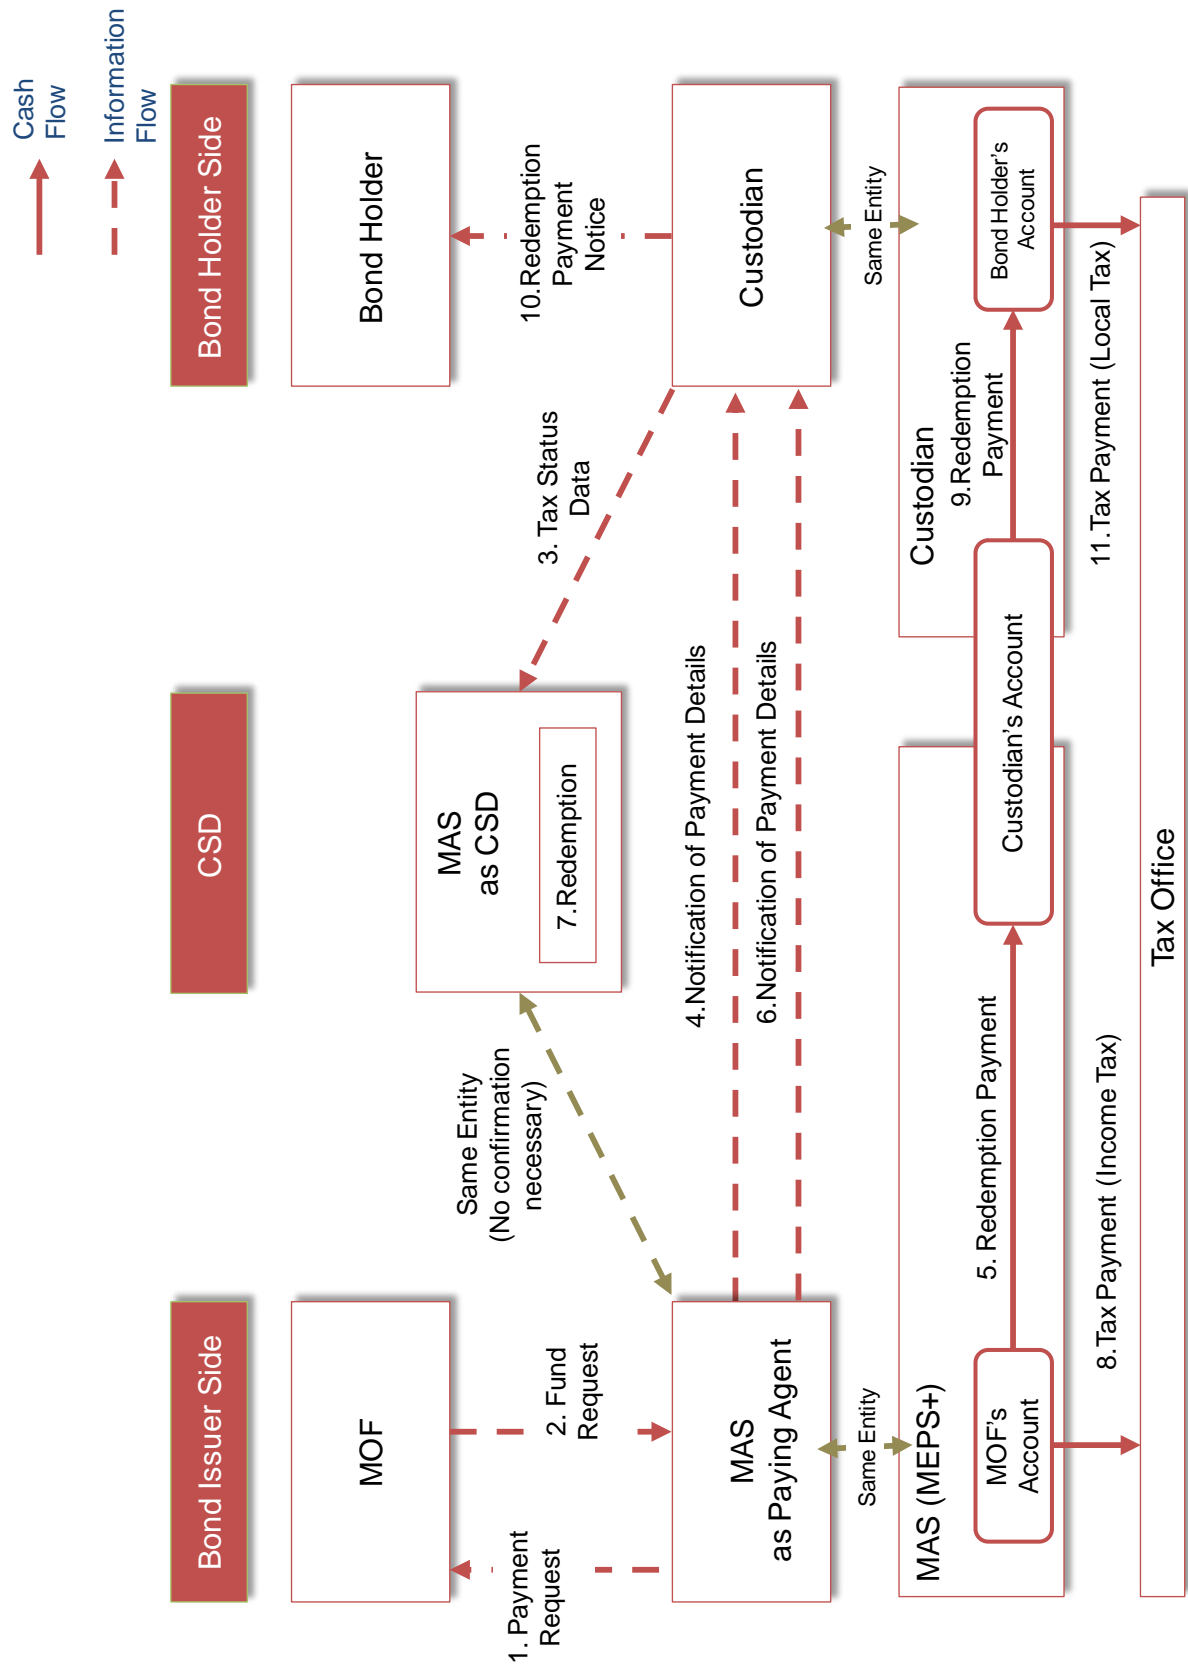 Cash
Flow
Information
Flow
Bond Issuer Side
CSD
Bond Holder Side
MOF
Bond Holder
1. Payment
Request
2. Fund
Request
Same Entity
(No confirmation
necessary)
MAS
as CSD
7.Redemption
3. Tax Status
Data
10.Redemption
Payment
Notice
MAS
as Paying Agent
4.Notification of Payment Details
6.Notification of Payment Details
Custodian
Same Entity
Same Entity
MAS (MEPS+)
Custodian
MOF's
Account
5. Redemption Payment
Custodian's Account
9.Redemption
Payment
Bond Holder's
Account
8.Tax Payment (Income Tax)
11.Tax Payment (Local Tax)
Tax Office